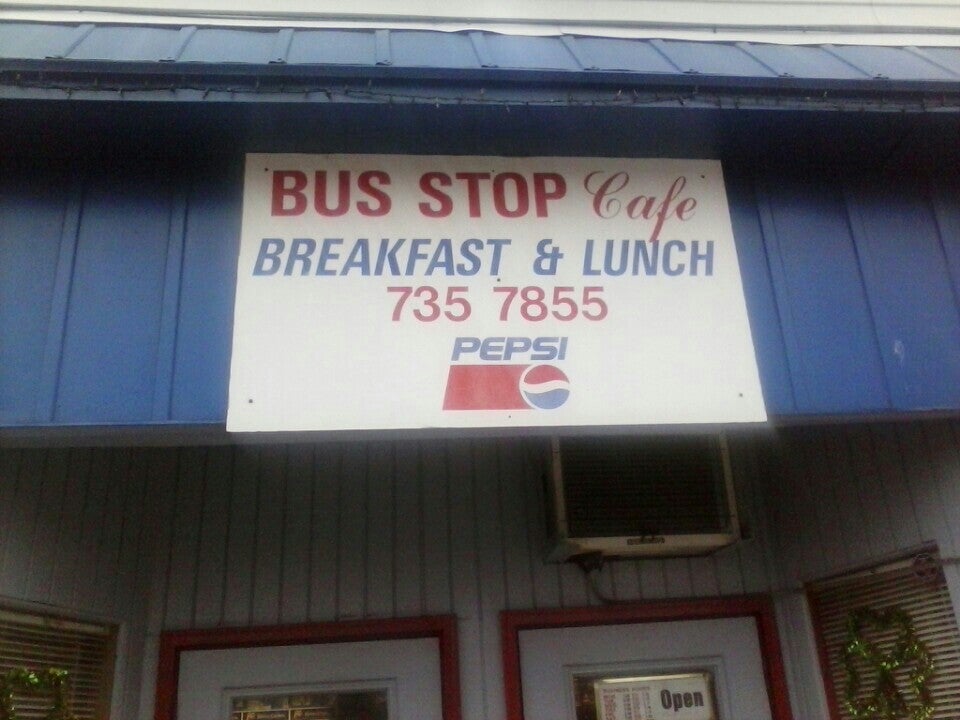 BUS STOP Cafe
BREAKFAST & LUNCH
735 7855
PEPSI
Open